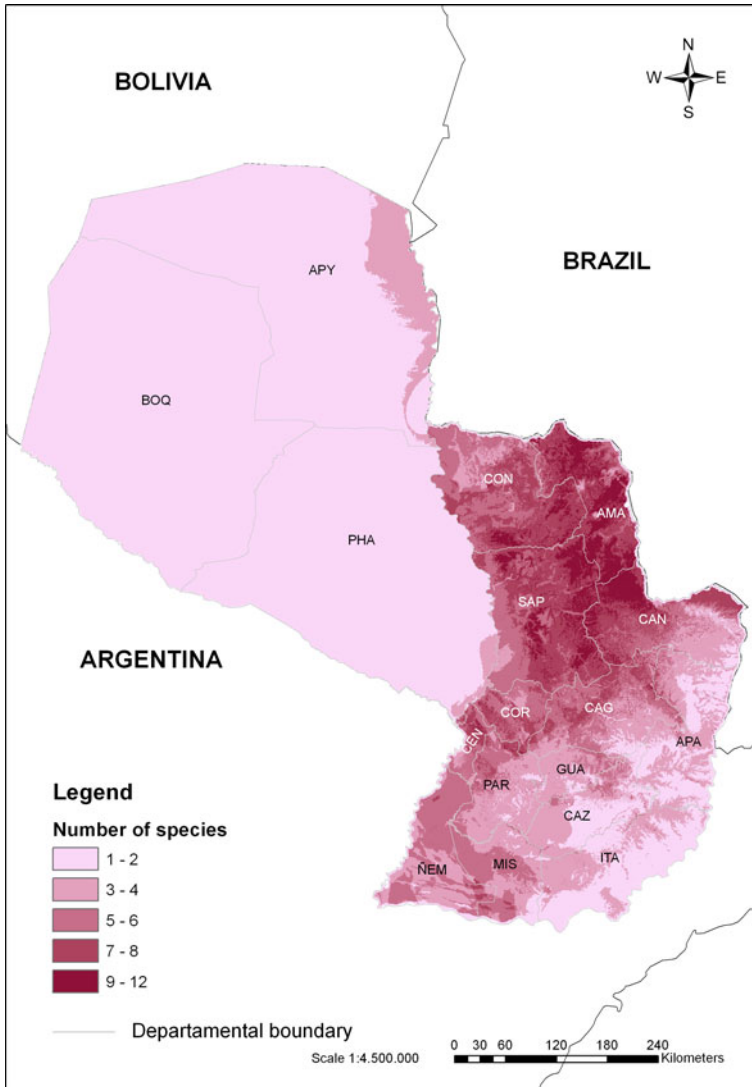 N
W E
S
BOLIVIA
BRAZIL
APY
BOQ
CON
AMA
PHA
SAP
CAN
ARGENTINA
COR
CAG
CEN
APA
GUA
PAR
CAZ
ITA
MIS
ÑEM
Legend
Number of species
1 - 2
3 - 4
5 - 6
7 - 8
9 - 12
Departamental boundary
Scale 1:4.500.000
0 30 60 120 180 240
Kilometers